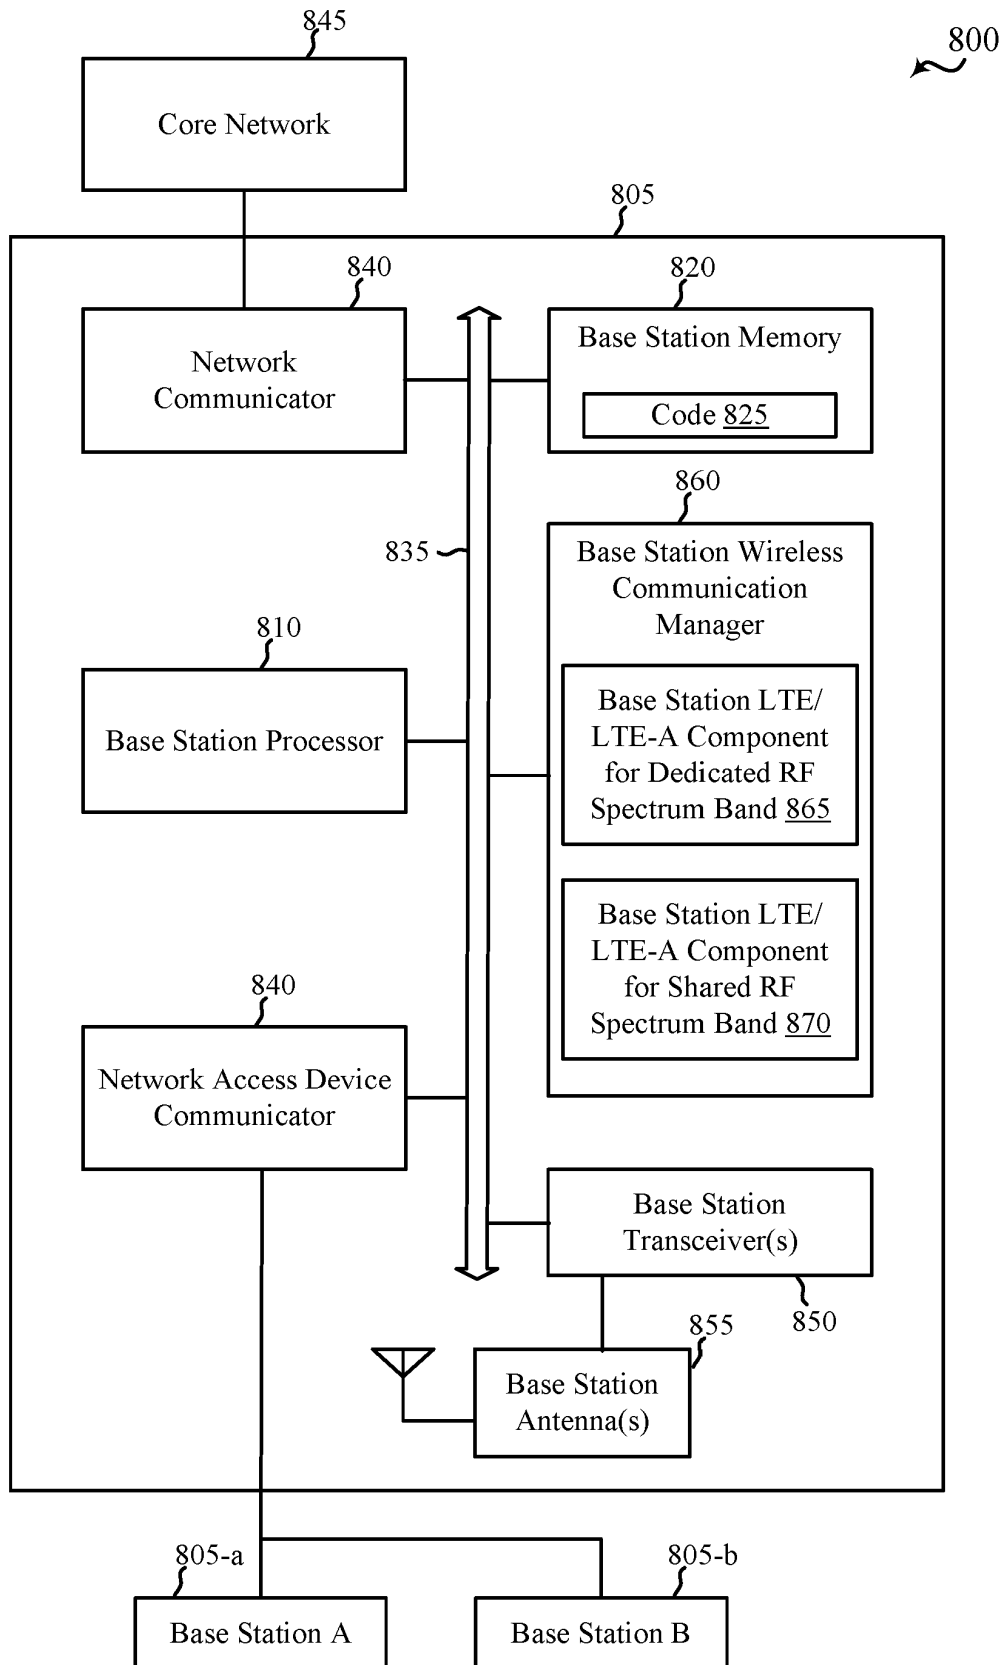 845
800
Core Network
805
840
820
Network
Communicator
Base Station Memory
Code 825
860
835
Base Station Wireless
Communication
Manager
810
Base Station Processor
Base Station LTE/
LTE-A Component
for Dedicated RF
Spectrum Band 865
Base Station LTE/
LTE-A Component
for Shared RF
Spectrum Band 870
840
Network Access Device
Communicator
Base Station
Transceiver(s)
850
855
Base Station
Antenna(s)
805-a
805-b
Base Station A
Base Station B